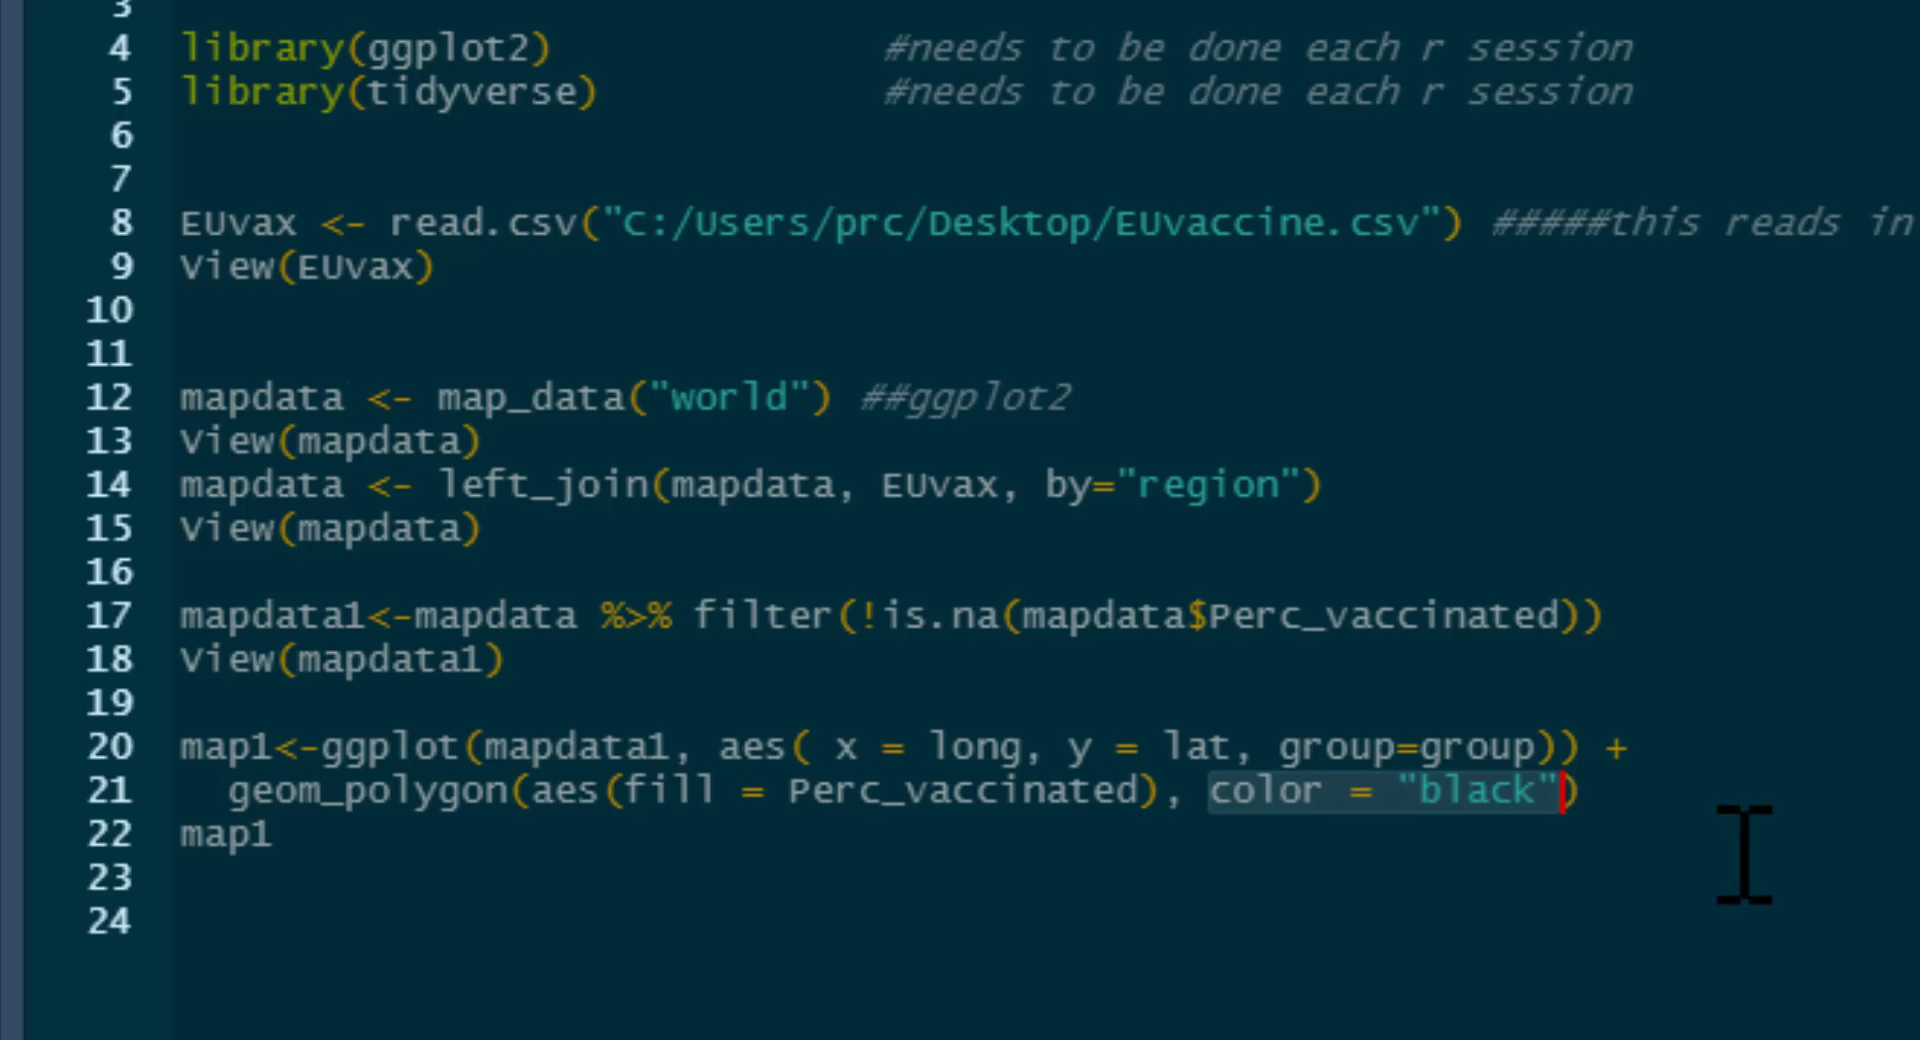 3
4 library(ggplot2) #needs to be done each r session
5 library(tidyverse) #needs to be done each r session
6
7
8 EUvax <- read.csv("C:/Users/prc/Desktop/EUvaccine.csv") #####this reads in
9 View(EUvax)
10
11
12 mapdata <- map_data("world") ##ggplot2
13 View(mapdata)
14 mapdata <- left_join(mapdata, EUvax, by="region")
15 View(mapdata)
16
17 mapdata1<-mapdata %>% filter(!is.na(mapdata$Perc_vaccinated))
18 View(mapdata1)
19
20 map1<-ggplot(mapdata1, aes( x = long, y = lat, group=group)) +
21 geom_polygon(aes(fill = Perc_vaccinated), color = "black")
22 map1
23
24